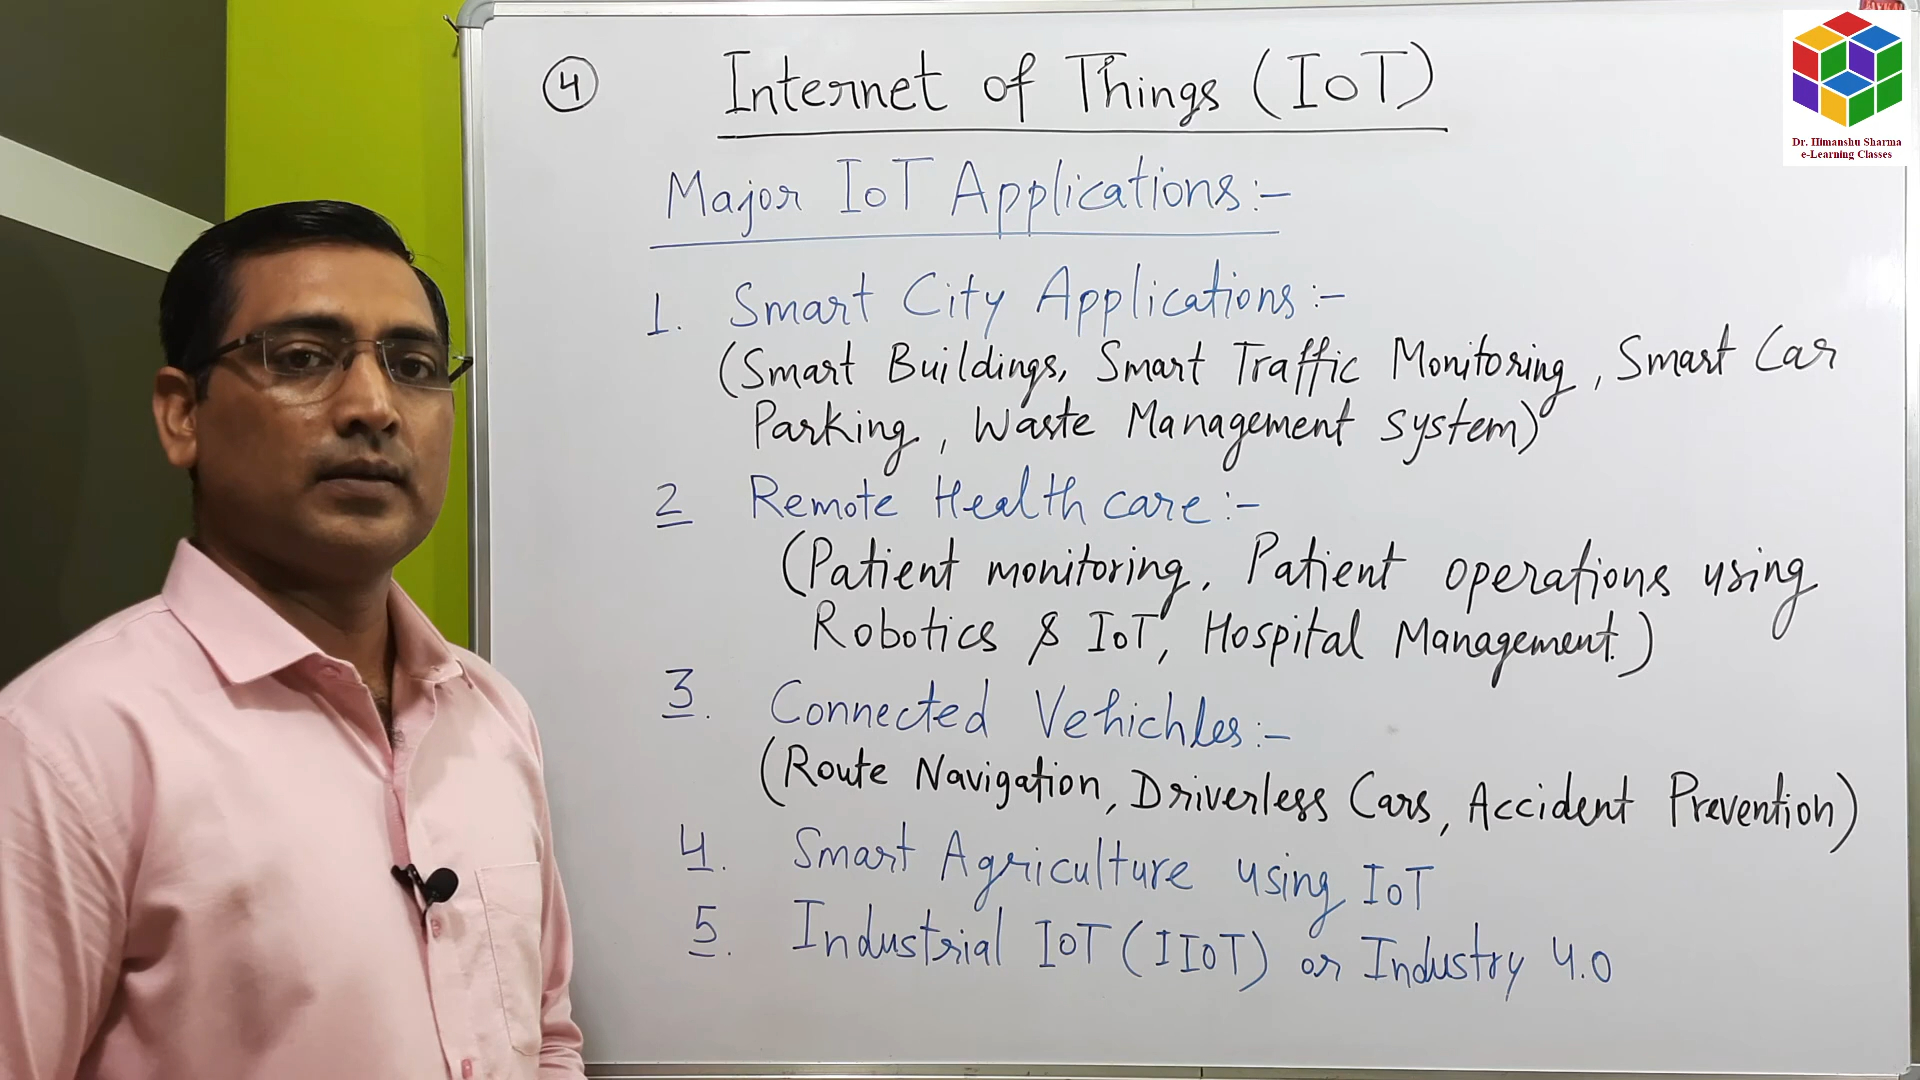 4 Internet of Things (IoT)
Dr. Himanshu Sharma
e-Learning Classes
Major IoT Applications:-
1. Smart City Applications:-
(Smart Buildings, Smart Traffic Monitoring, Smart Car
Parking, Waste Management system)
2 Remote Health care:-
(Patient monitoring, Patient operations using
Robotics & IoT, Hospital Management.)
3. Connected Vehichles:-
(Route Navigation, Driverless Cars, Accident Prevention)
4. Smart Agriculture using IoT
5. Industrial IoT (IIoT) or Industry 4.0